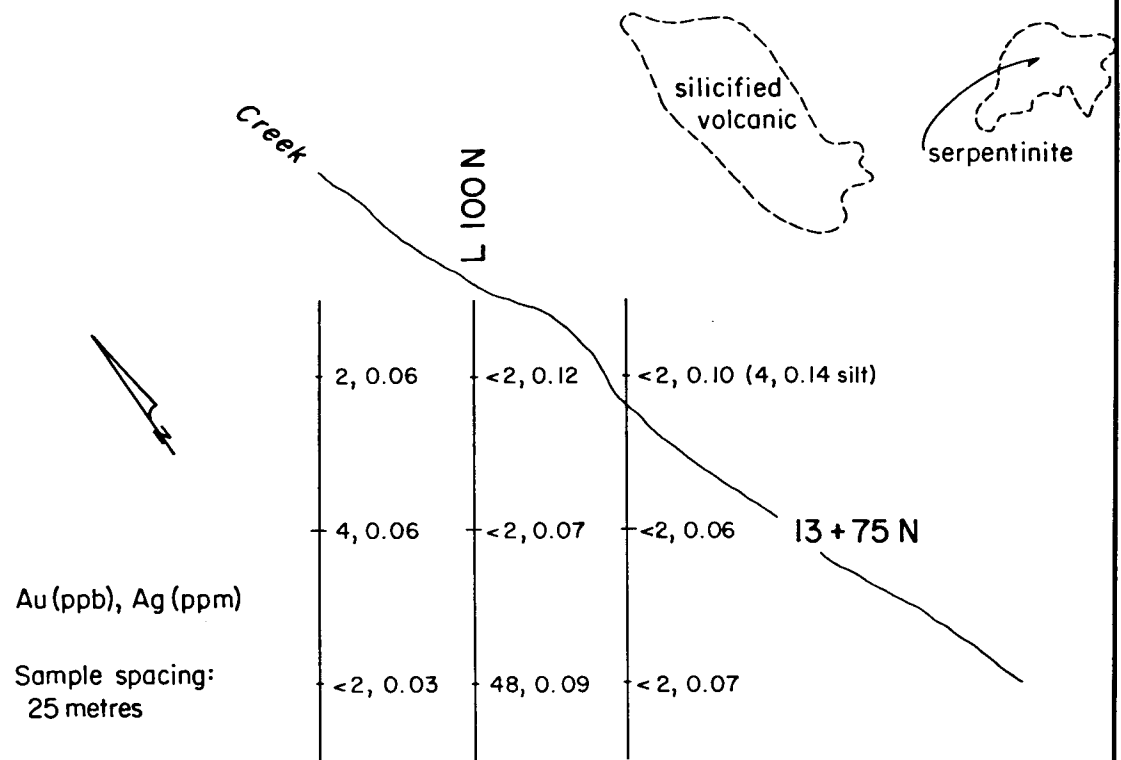 silicified
volcanic
serpentinite
Creek
L 100 N
2, 0.06
<2, 0.12
<2, 0.10 (4, 0.14 silt)
N
4, 0.06
<2, 0.07
<2, 0.06
13 + 75 N
Au (ppb), Ag (ppm)
Sample spacing:
25 metres
<2, 0.03
48, 0.09
<2, 0.07